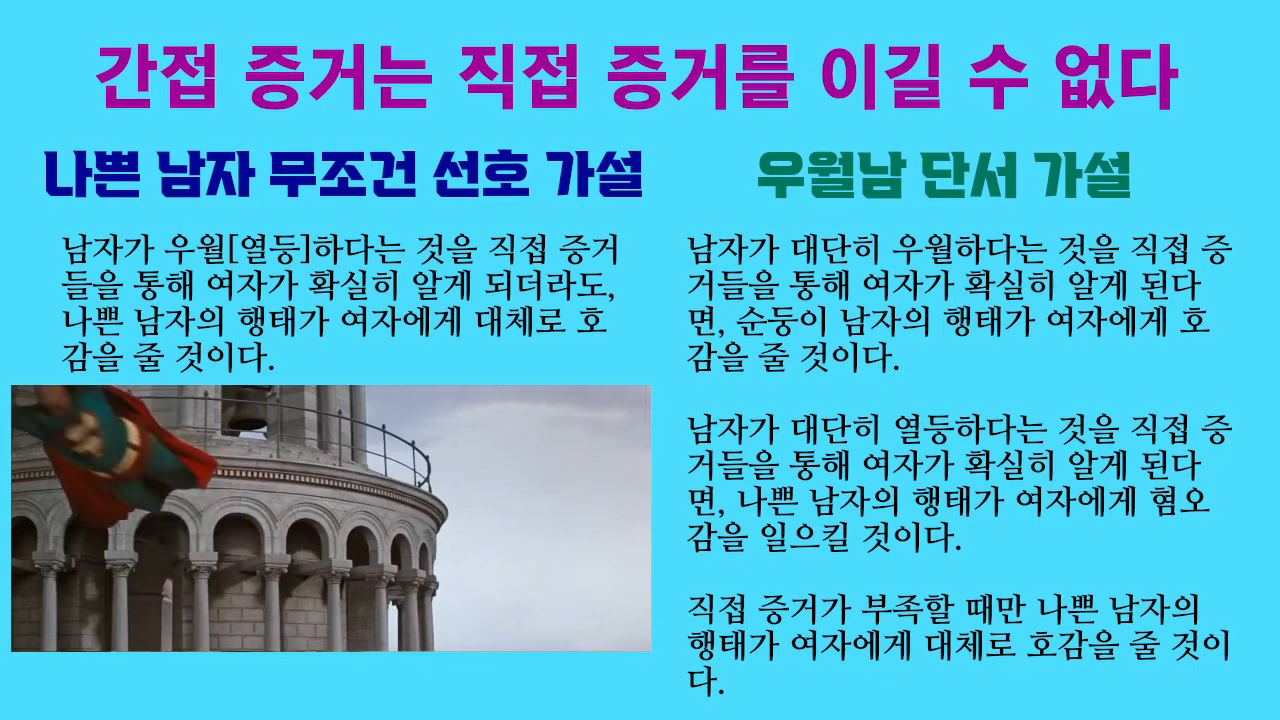 간접 증거는 직접 증거를 이길 수 없다
나쁜 남자 무조건 선호 가설
남자가 우월[열등]하다는 것을 직접 증거
들을 통해 여자가 확실히 알게 되더라도,
나쁜 남자의 행태가 여자에게 대체로 호
감을 줄 것이다.
우월남 단서 가설
남자가 대단히 우월하다는 것을 직접 증
거들을 통해 여자가 확실히 알게 된다
면, 순둥이 남자의 행태가 여자에게 호
감을 줄 것이다.
남자가 대단히 열등하다는 것을 직접 증
거들을 통해 여자가 확실히 알게 된다
면, 나쁜 남자의 행태가 여자에게 혐오
감을 일으킬 것이다.
직접 증거가 부족할 때만 나쁜 남자의
행태가 여자에게 대체로 호감을 줄 것이
다.